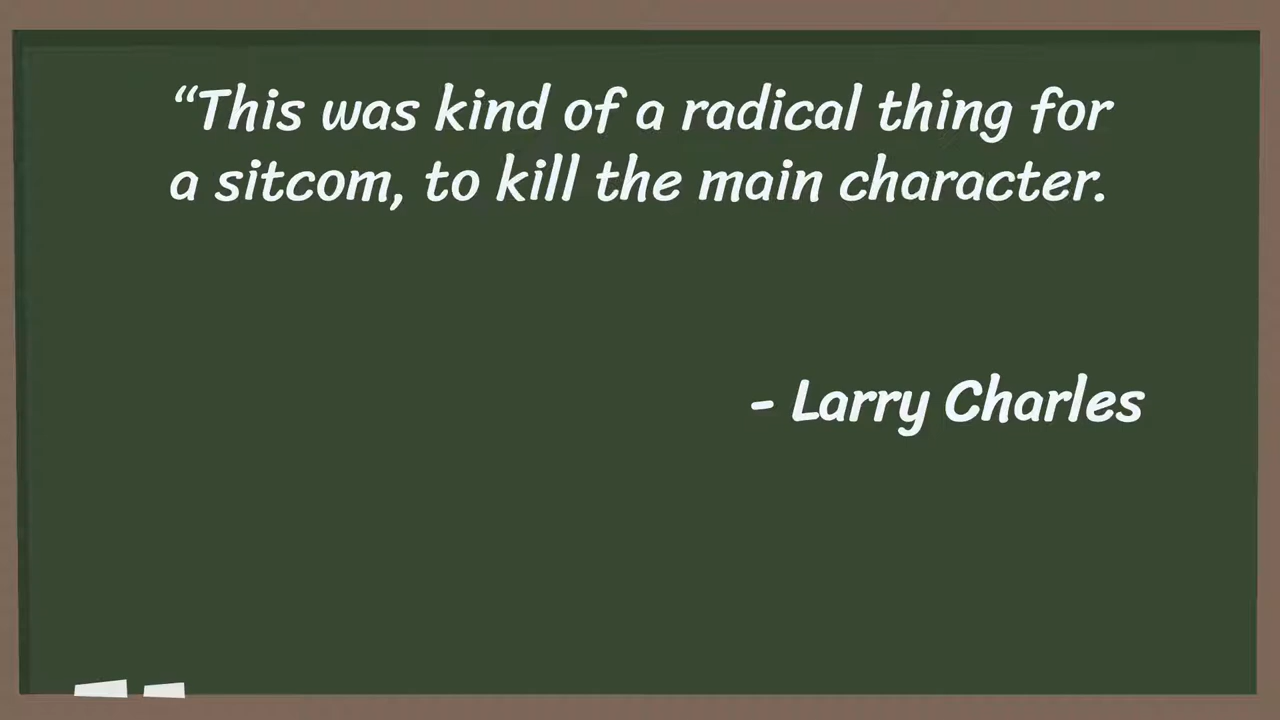 “This was kind of a radical thing for
a sitcom, to kill the main character.
- Larry Charles